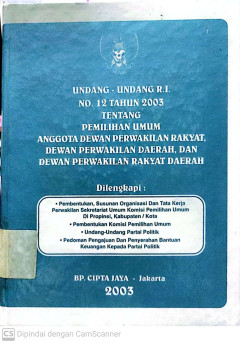 UNDANG - UNDANG R.I.
NO. 12 TAHUN 2003
TENTANG
PEMILIHAN UMUM
ANGGOTA DEWAN PERWAKILAN RAKYAT,
DEWAN PERWAKILAN DAERAH, DAN
DEWAN PERWAKILAN RAKYAT DAERAH
Dilengkapi :
• Pembentukan, Susunan Organisasi Dan Tata Kerja
Perwakilan Sekretariat Umum Komisi Pemilihan Umum
Di Propinsi, Kabupaten / Kota
• Pembentukan Komisi Pemilihan Umum
• Undang-Undang Partai Politik
• Pedoman Pengajuan Dan Penyerahan Bantuan
Keuangan Kepada Partai Politik
BP. CIPTA JAYA - Jakarta
2003
CS Dipindai dengan CamScanner